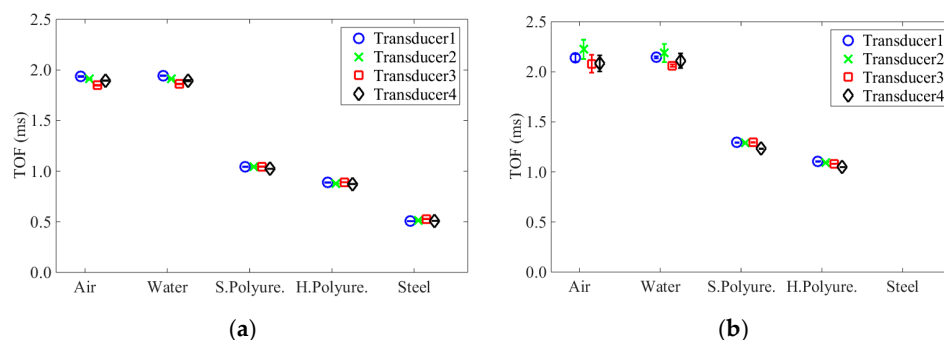 Transducer1
Transducer2
Transducer3
Transducer4
2.5
2.0
1.5
1.0
0.5
0.0
TOF (ms)
Air Water S.Polyure. H.Polyure. Steel
(a)
Transducer1
Transducer2
Transducer3
Transducer4
2.5
2.0
1.5
1.0
0.5
0.0
TOF (ms)
Air Water S.Polyure. H.Polyure. Steel
(b)